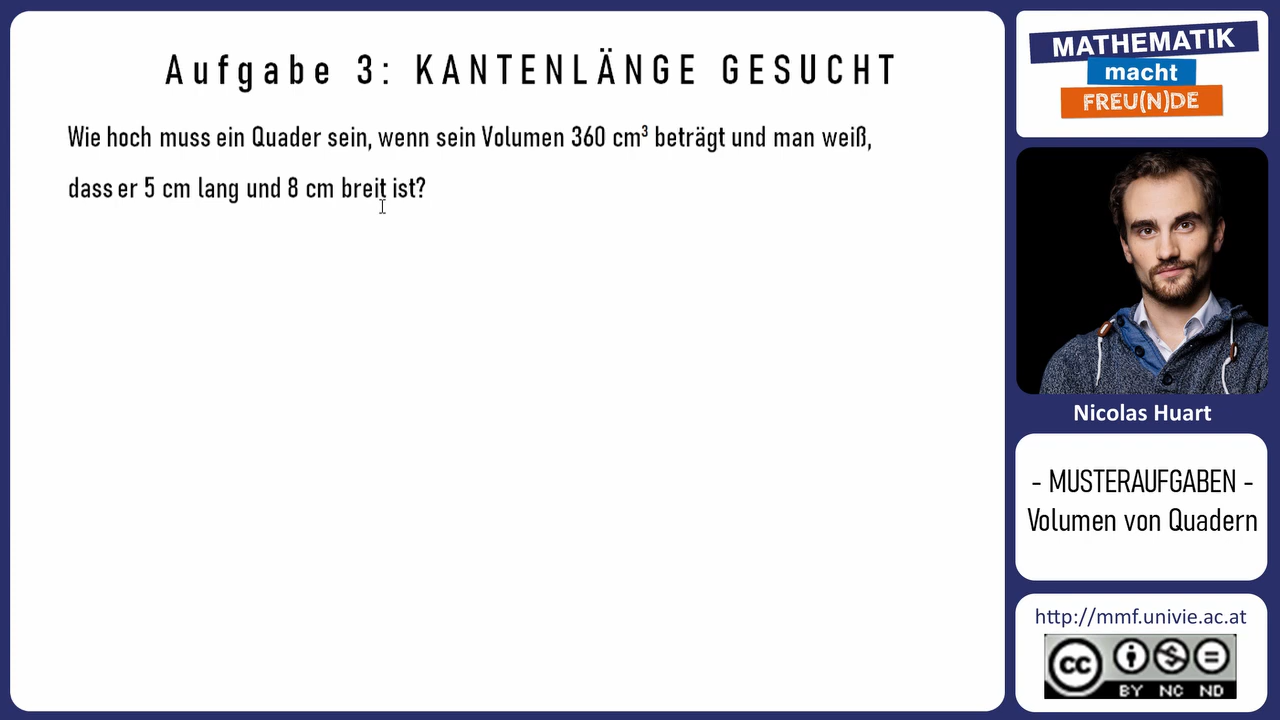 Aufgabe 3: KANTENLÄNGE GESUCHT
Wie hoch muss ein Quader sein, wenn sein Volumen 360 cm³ beträgt und man weiß,
dass er 5 cm lang und 8 cm breit ist?
MATHEMATIK
macht
FREU(N)DE
Nicolas Huart
- MUSTERAUFGABEN -
Volumen von Quadern
http://mmf.univie.ac.at
cc
BY NC ND